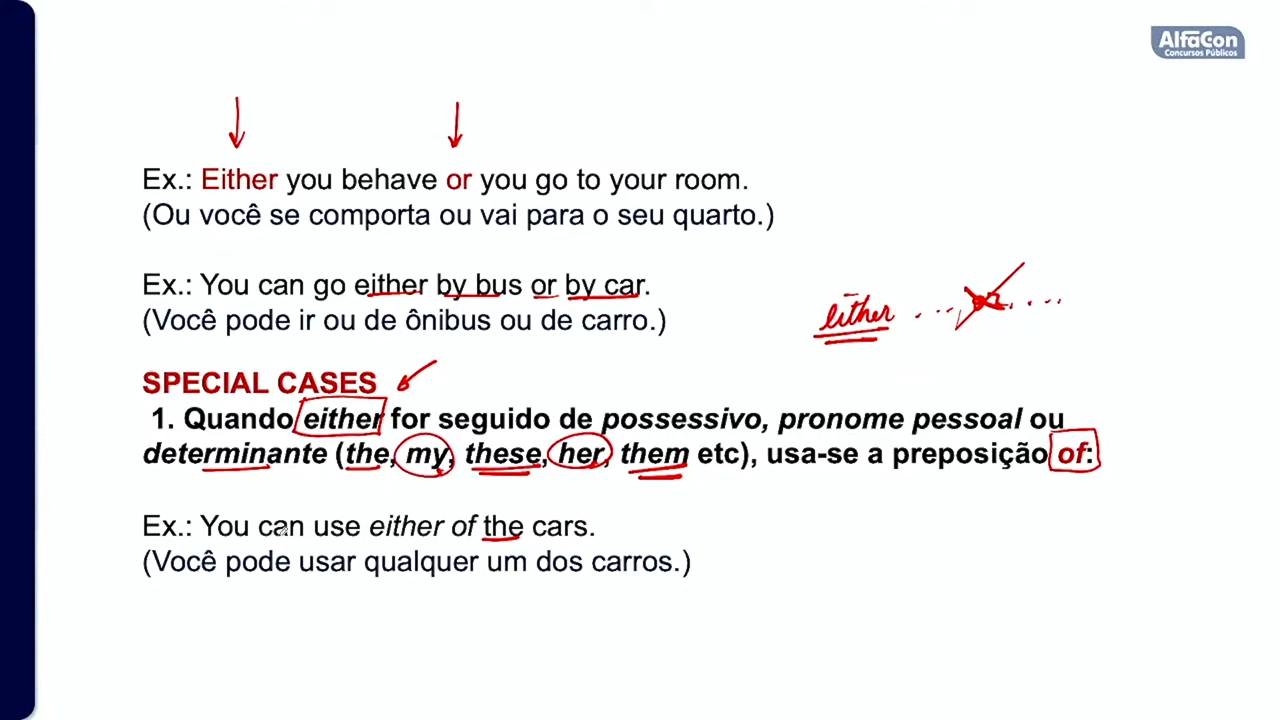 AlfaCon
Concursos Públicos
Ex.: Either you behave or you go to your room.
(Ou você se comporta ou vai para o seu quarto.)
Ex.: You can go either by bus or by car.
(Você pode ir ou de ônibus ou de carro.)
either
SPECIAL CASES
1. Quando either for seguido de possessivo, pronome pessoal ou
determinante (the, my, these, her, them etc), usa-se a preposição of:
Ex.: You can use either of the cars.
(Você pode usar qualquer um dos carros.)